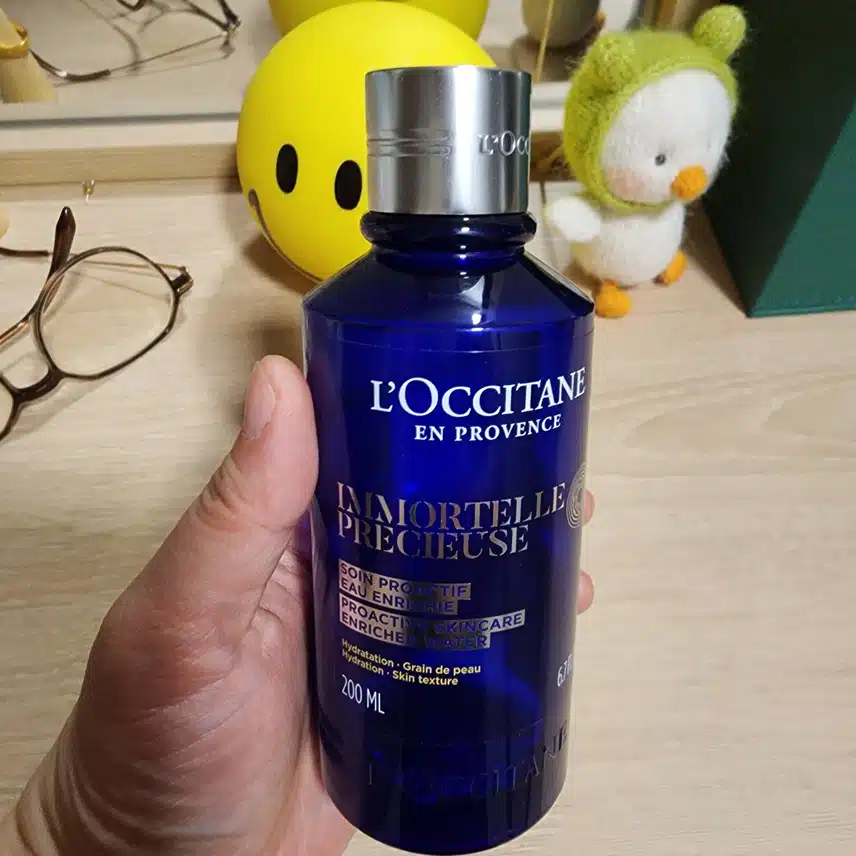 L'OCCITANE
EN PROVENCE
IMMORTELLE
PRECIEUSE
SOIN PROACTIF
EAU ENRICHIE
PROACTIVE SKINCARE
ENRICHED WATER
Hydratation · Grain de peau
Hydration · Skin texture
200 ML
L'OCCITANE